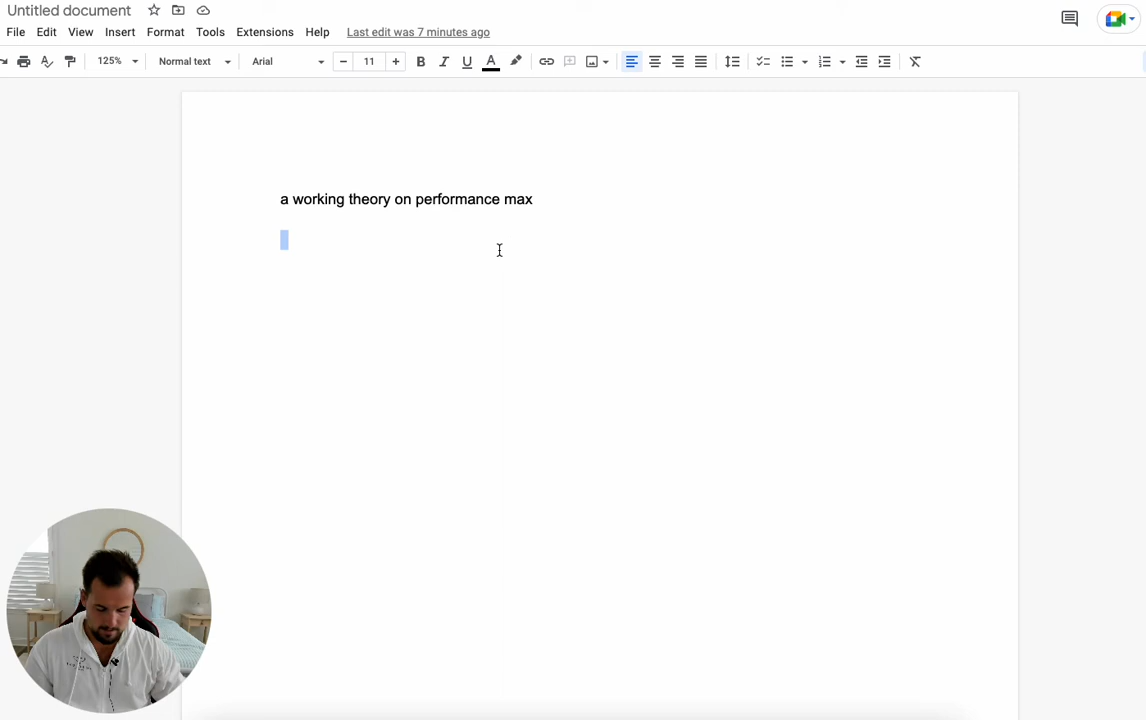 Untitled document
File Edit View Insert Format Tools Extensions Help Last edit was 7 minutes ago
125% Normal text Arial − 11 + B I U A
a working theory on performance max